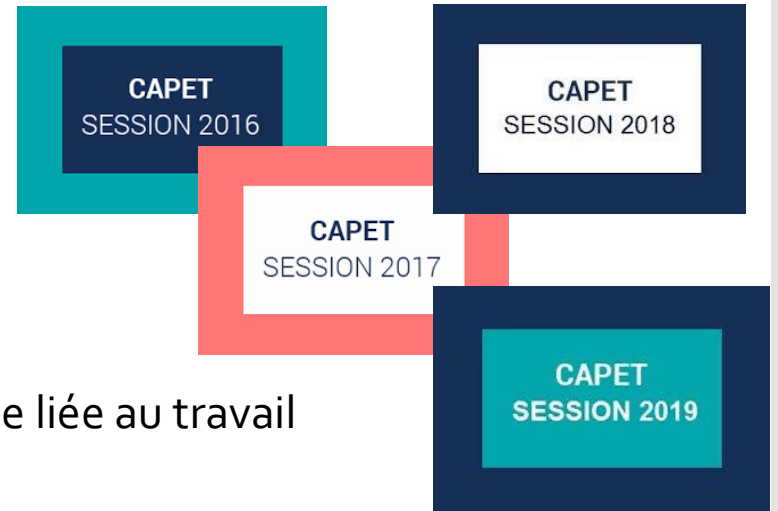 CAPET
SESSION 2016
CAPET
SESSION 2018
CAPET
SESSION 2017
CAPET
SESSION 2019
e liée au travail